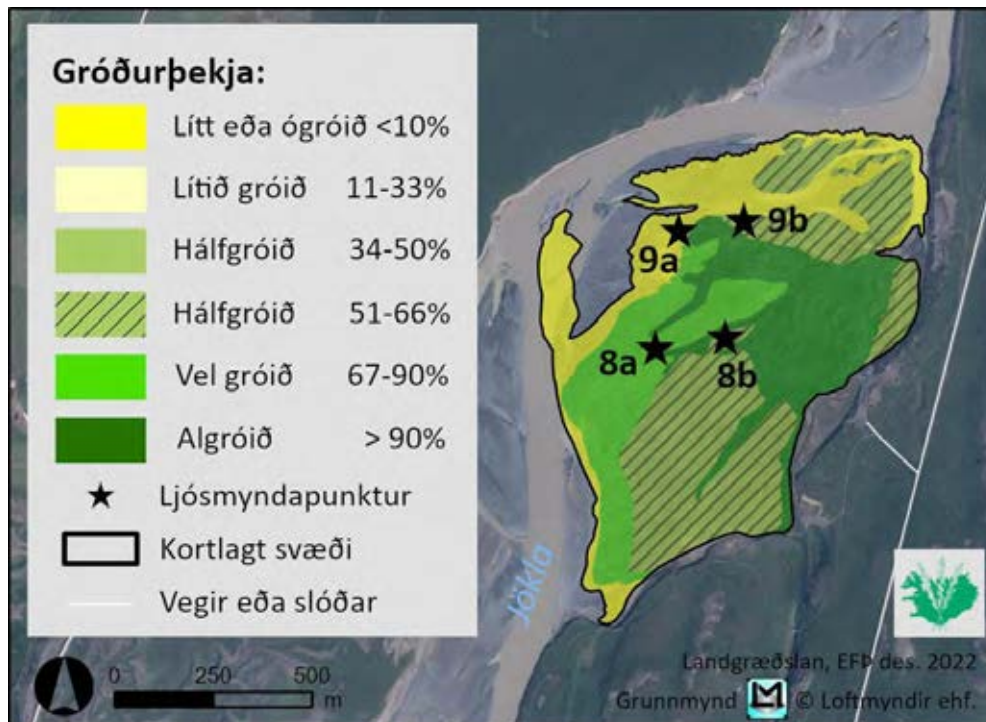 Gróðurþekja:
Lítt eða ógróið <10%
Lítið gróið 11-33%
Hálfgróið 34-50%
Hálfgróið 51-66%
Vel gróið 67-90%
Algróið > 90%
Ljósmyndapunktur
Kortlagt svæði
Vegir eða slóðar
0 250 500
m
9a
9b
8a
8b
Jökla
Landgræðslan, EFÞ des. 2022
Grunnmynd LM © Loftmyndir ehf.